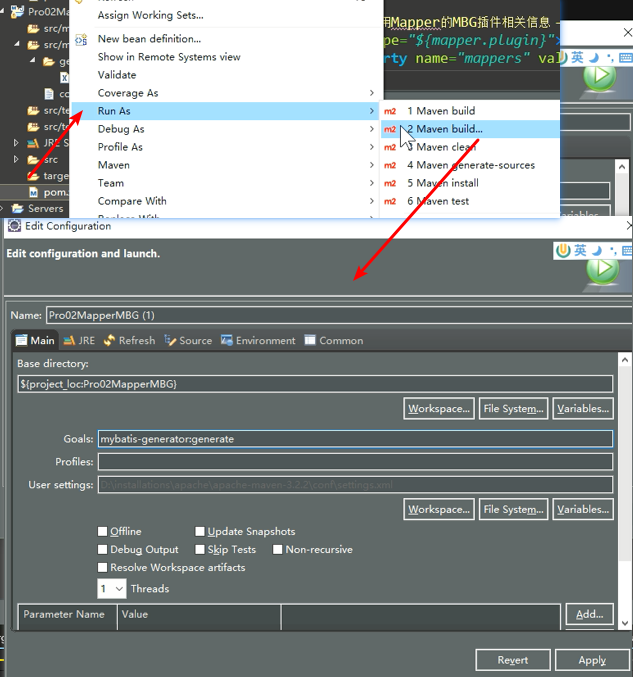 Pro02Ma
Assign Working Sets...
src/m
New bean definition...
用Mapper的MBG插件相关信息 -
src/m
Show in Remote Systems view
pe="${mapper.plugin}">
ge
Validate
rty name="mappers" val
X
Coverage As
co
Run As
1 Maven build
src/te
Debug As
2 Maven build...
src/te
Profile As
3 Maven clean
JRE S
Maven
4 Maven generate-sources
src
Team
5 Maven install
targe
Compare With
6 Maven test
pom.
Replace With
Variables...
Servers
英
Edit Configuration
英
Edit configuration and launch.
Name: Pro02MapperMBG (1)
Main JRE Refresh Source Environment Common
Base directory:
${project_loc:Pro02MapperMBG}
Workspace... File System... Variables...
Goals: mybatis-generator:generate
Profiles:
User settings: D:\installations\apache\apache-maven-3.2.2\conf\settings.xml
Workspace... File System... Variables...
Offline Update Snapshots
Debug Output Skip Tests Non-recursive
Resolve Workspace artifacts
1 Threads
Parameter Name Value Add...
Revert Apply